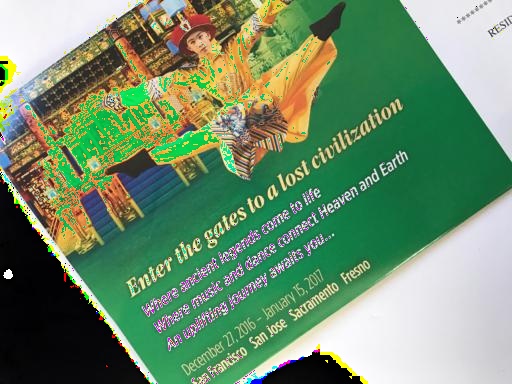 RESID
Enter the gates to a lost civilization
Where ancient legends come to life
Where music and dance connect Heaven and Earth
An uplifting journey awaits you...
December 27, 2016 – January 15, 2017
San Francisco San Jose Sacramento Fresno